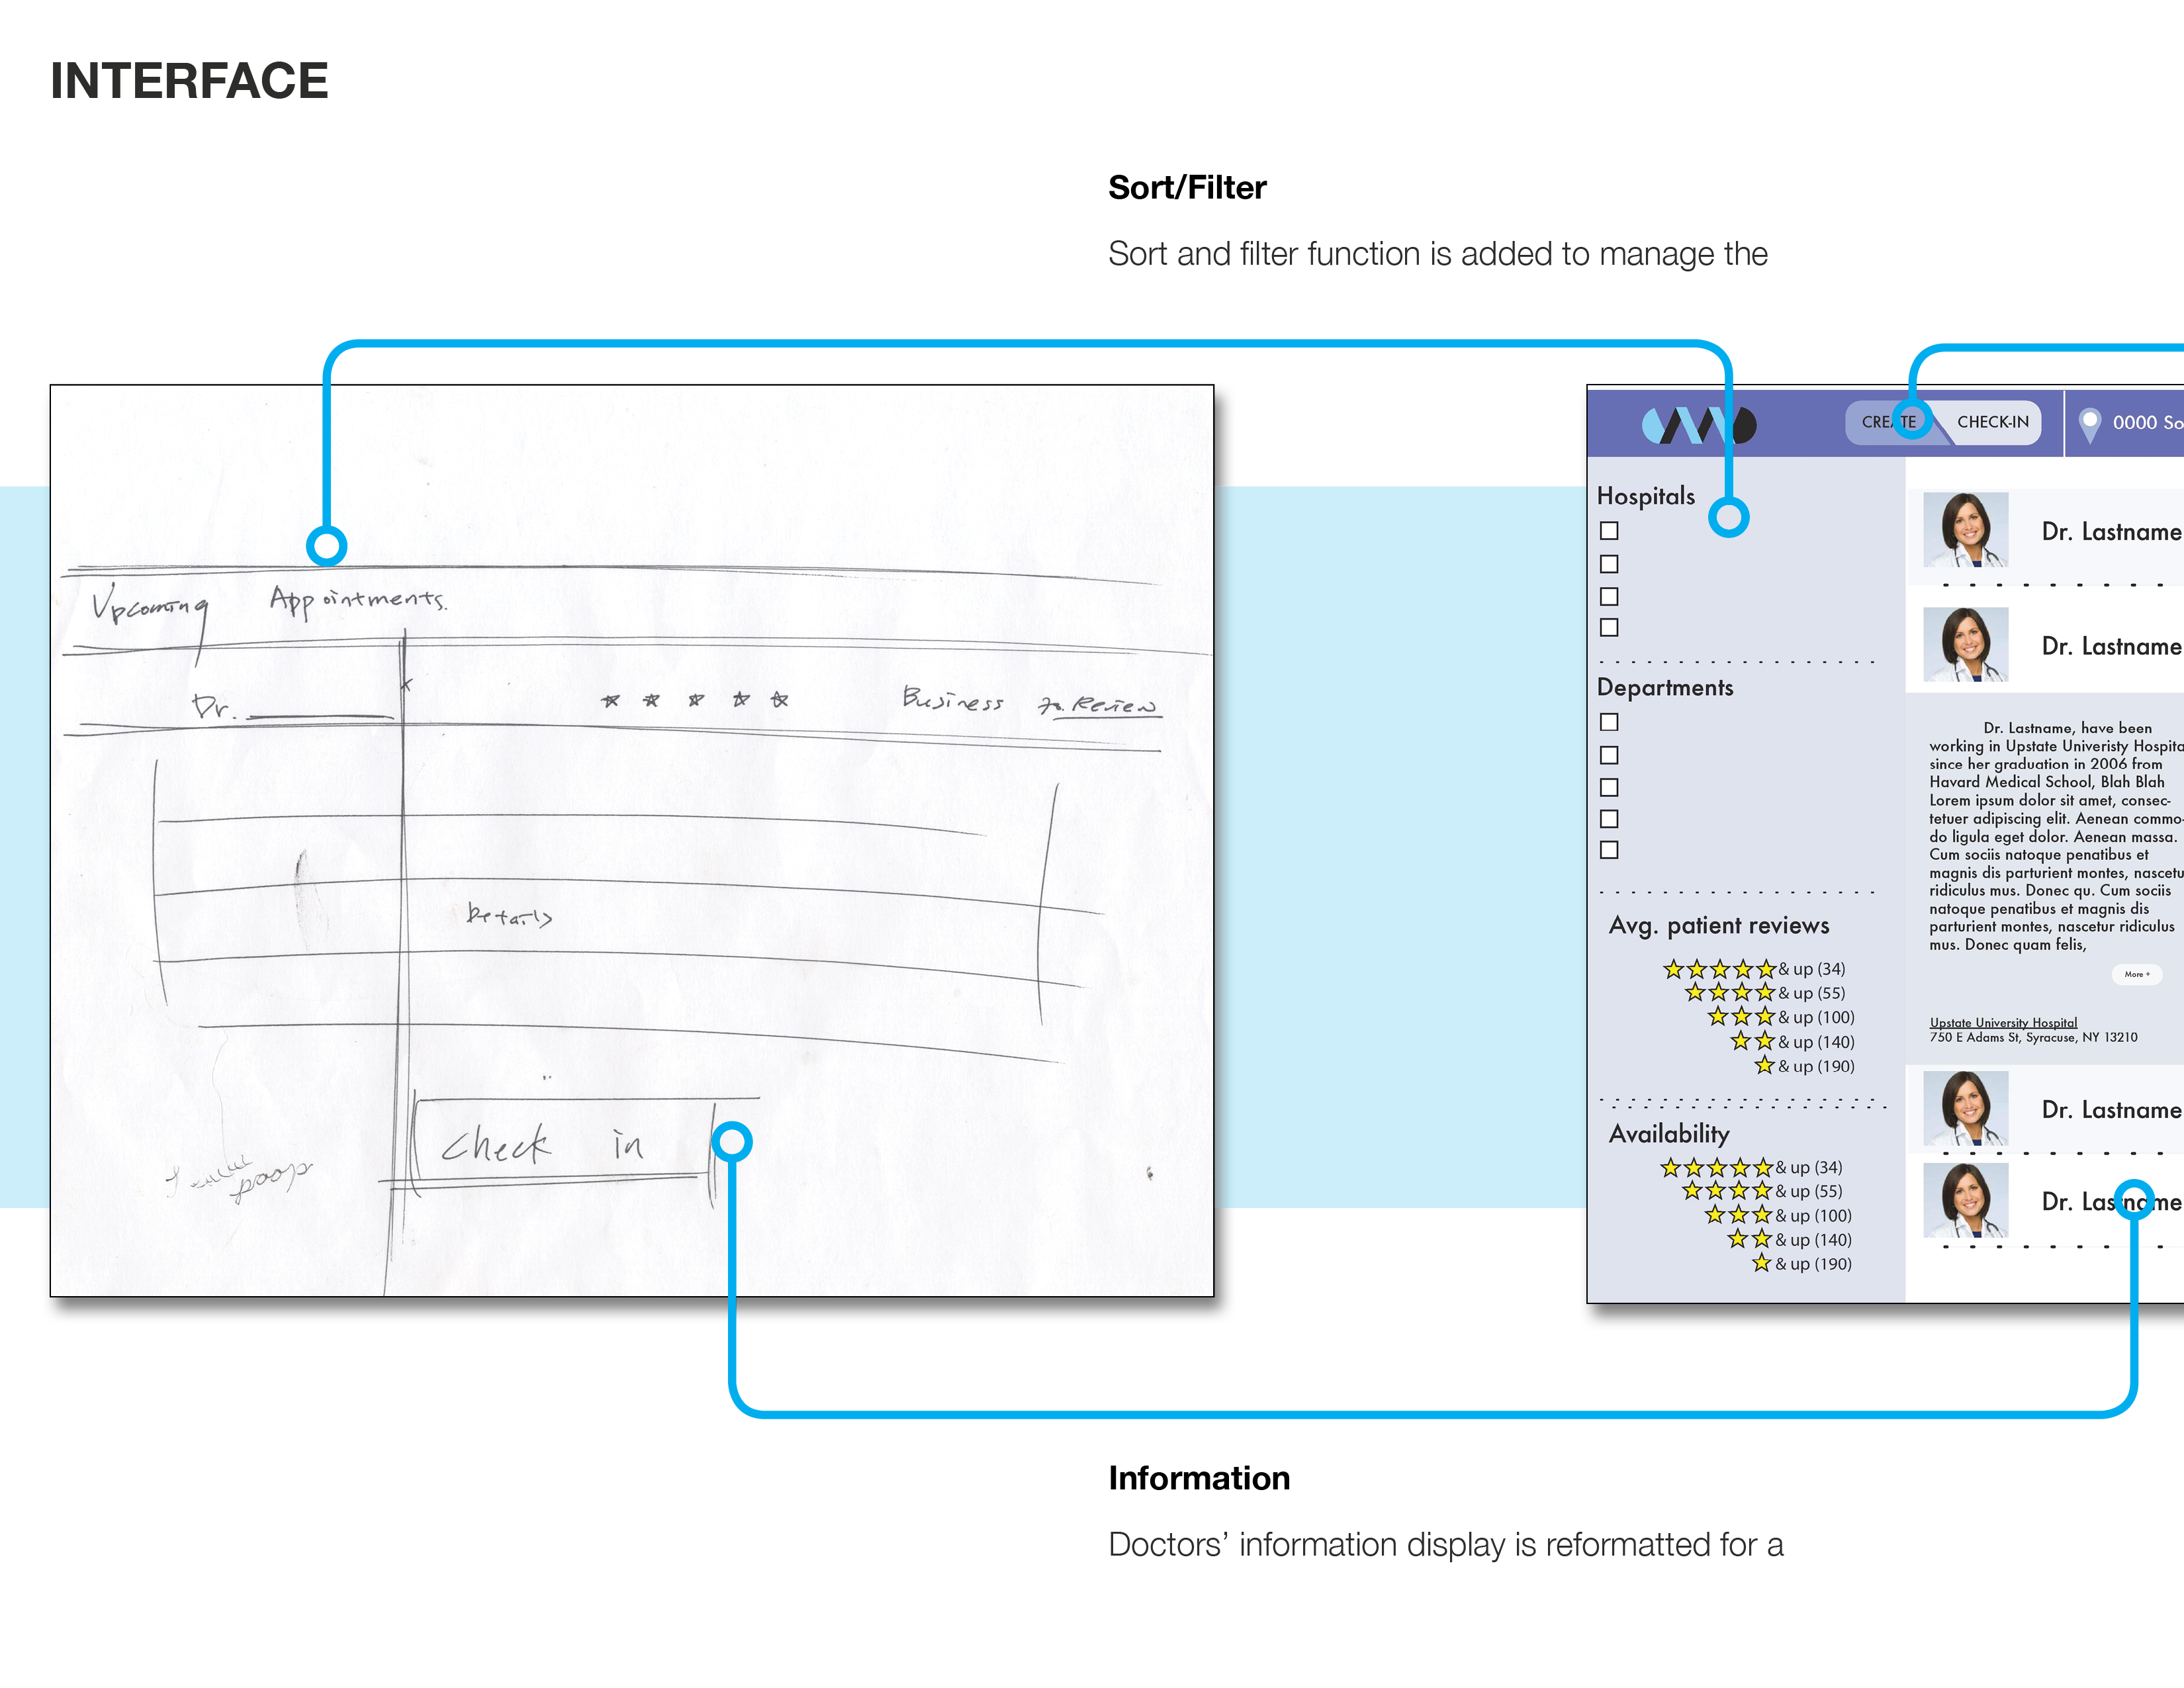 INTERFACE
Sort/Filter
Sort and filter function is added to manage the
Upcoming Appointments.
Dr.
Business
Review
Details
Check in
CREATE
CHECK-IN
0000 So
Hospitals
Departments
Avg. patient reviews
& up (34)
& up (55)
& up (100)
& up (140)
& up (190)
Availability
& up (34)
& up (55)
& up (100)
& up (140)
& up (190)
Dr. Lastname
Dr. Lastname
Dr. Lastname, have been
working in Upstate Univeristy Hospita
since her graduation in 2006 from
Havard Medical School, Blah Blah
Lorem ipsum dolor sit amet, consec-
tetuer adipiscing elit. Aenean commo-
do ligula eget dolor. Aenean massa.
Cum sociis natoque penatibus et
magnis dis parturient montes, nascetu
ridiculus mus. Donec qu. Cum sociis
natoque penatibus et magnis dis
parturient montes, nascetur ridiculus
mus. Donec quam felis,
More +
Upstate University Hospital
750 E Adams St, Syracuse, NY 13210
Dr. Lastname
Dr. Lastname
Information
Doctors’ information display is reformatted for a